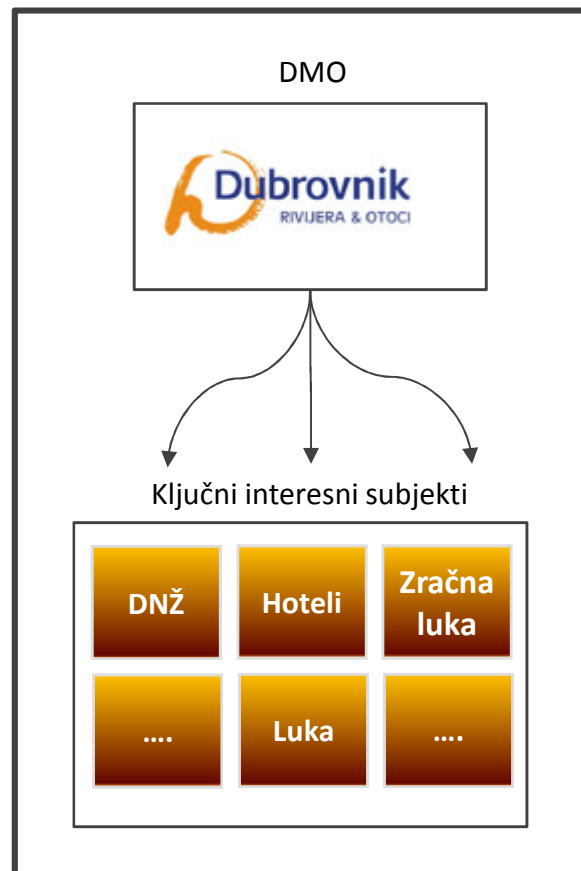 DMO
Dubrovnik
RIVIJERA & OTOCI
Ključni interesni subjekti
DNŽ
Hoteli
Zračna
luka
....
Luka
....